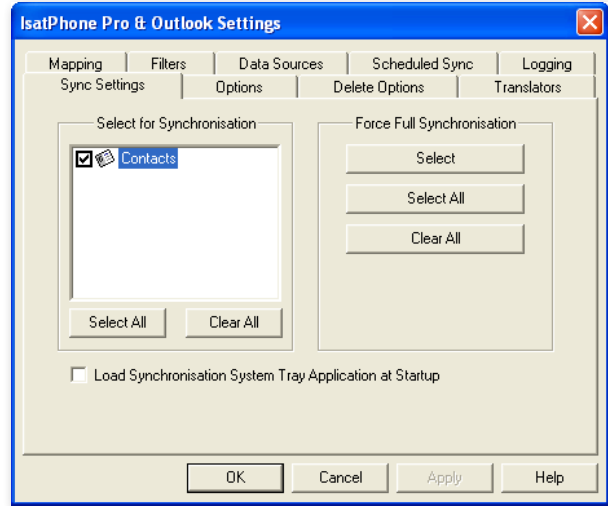 IsatPhone Pro & Outlook Settings
Mapping Filters Data Sources Scheduled Sync Logging
Sync Settings Options Delete Options Translators
Select for Synchronisation
Contacts
Select All Clear All
Force Full Synchronisation
Select
Select All
Clear All
Load Synchronisation System Tray Application at Startup
OK Cancel Apply Help